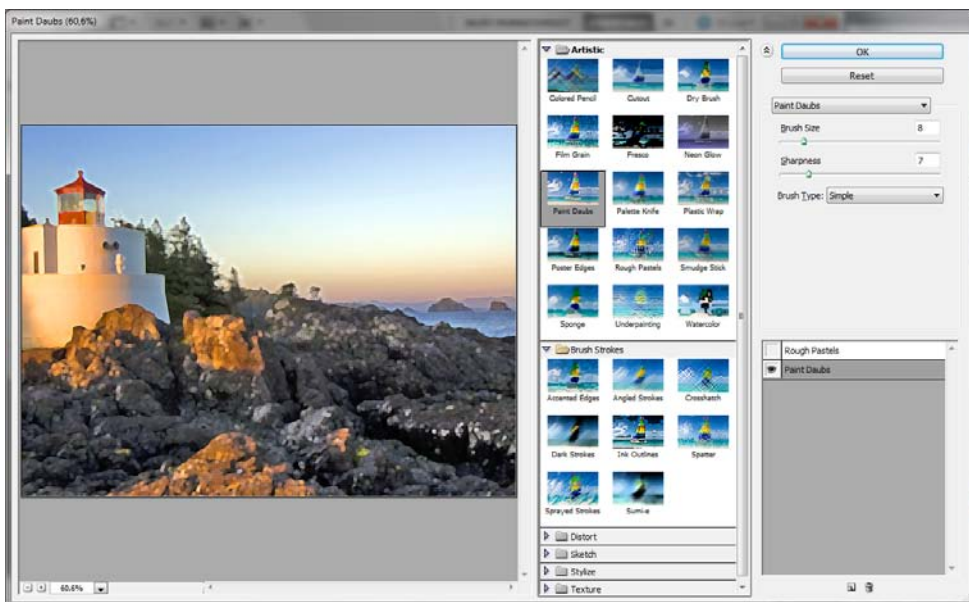 Paint Daubs (60,6%)
Artistic
Colored Pencil
Cutout
Dry Brush
Film Grain
Fresco
Neon Glow
Paint Daubs
Palette Knife
Plastic Wrap
Poster Edges
Rough Pastels
Smudge Stick
Sponge
Underpainting
Watercolor
Brush Strokes
Accented Edges
Angled Strokes
Crosshatch
Dark Strokes
Ink Outlines
Spatter
Sprayed Strokes
Sumi-e
Distort
Sketch
Stylize
Texture
OK
Reset
Paint Daubs
Brush Size 8
Sharpness 7
Brush Type: Simple
Rough Pastels
Paint Daubs
60,6%